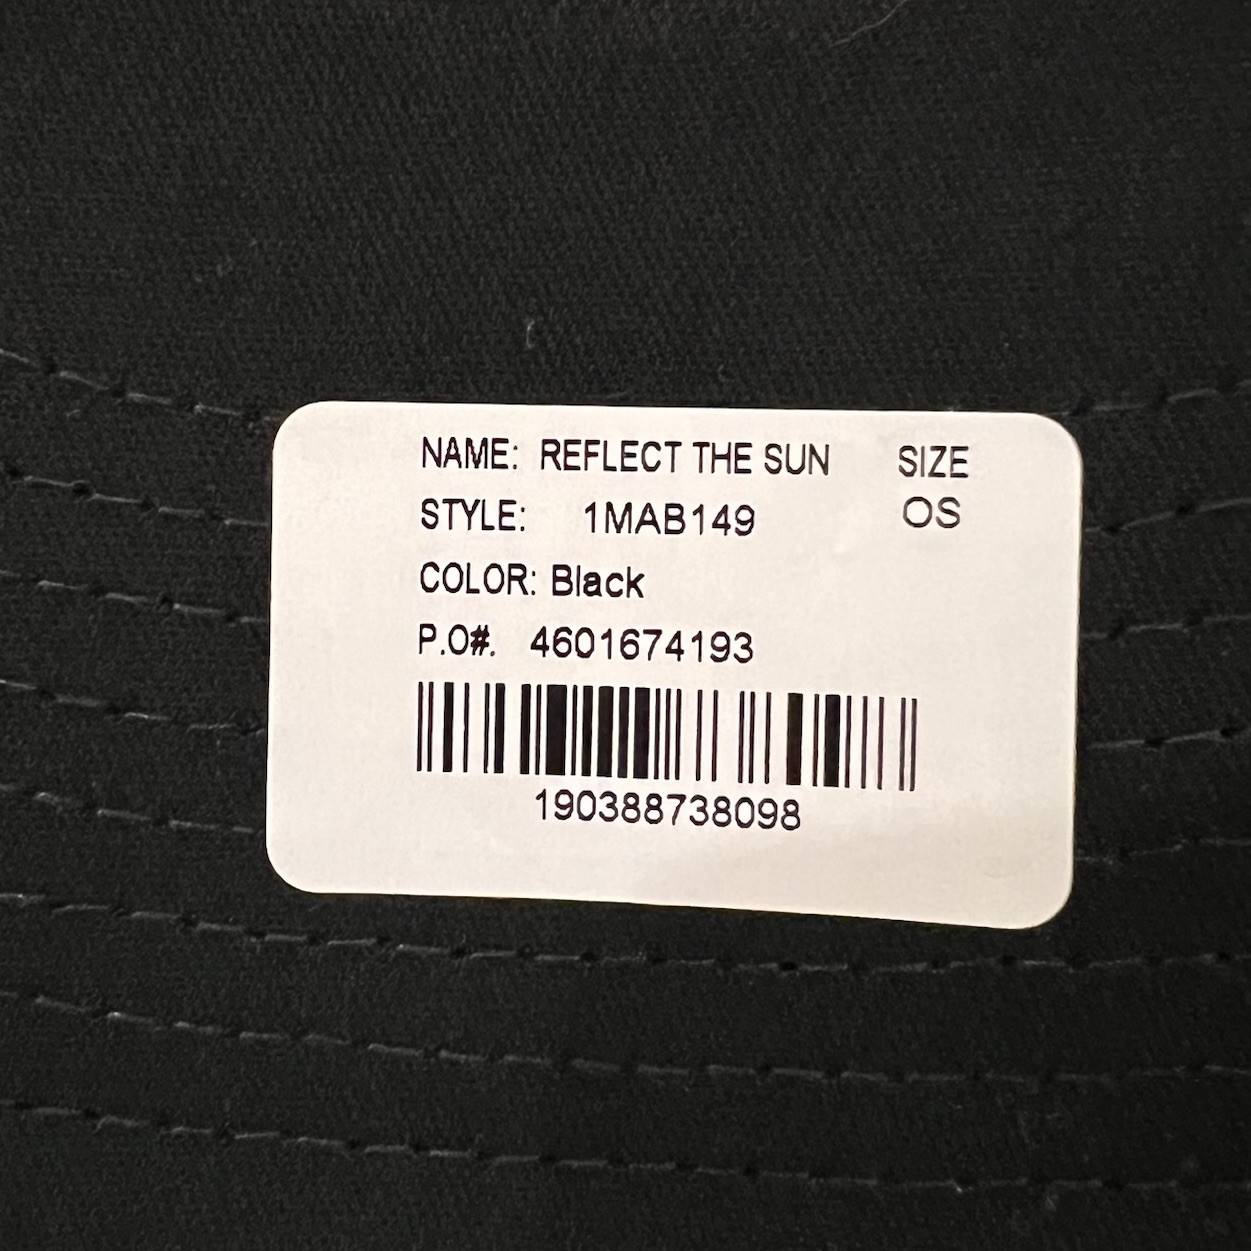 NAME: REFLECT THE SUN SIZE
STYLE: 1MAB149 OS
COLOR: Black
P.O#. 4601674193
190388738098